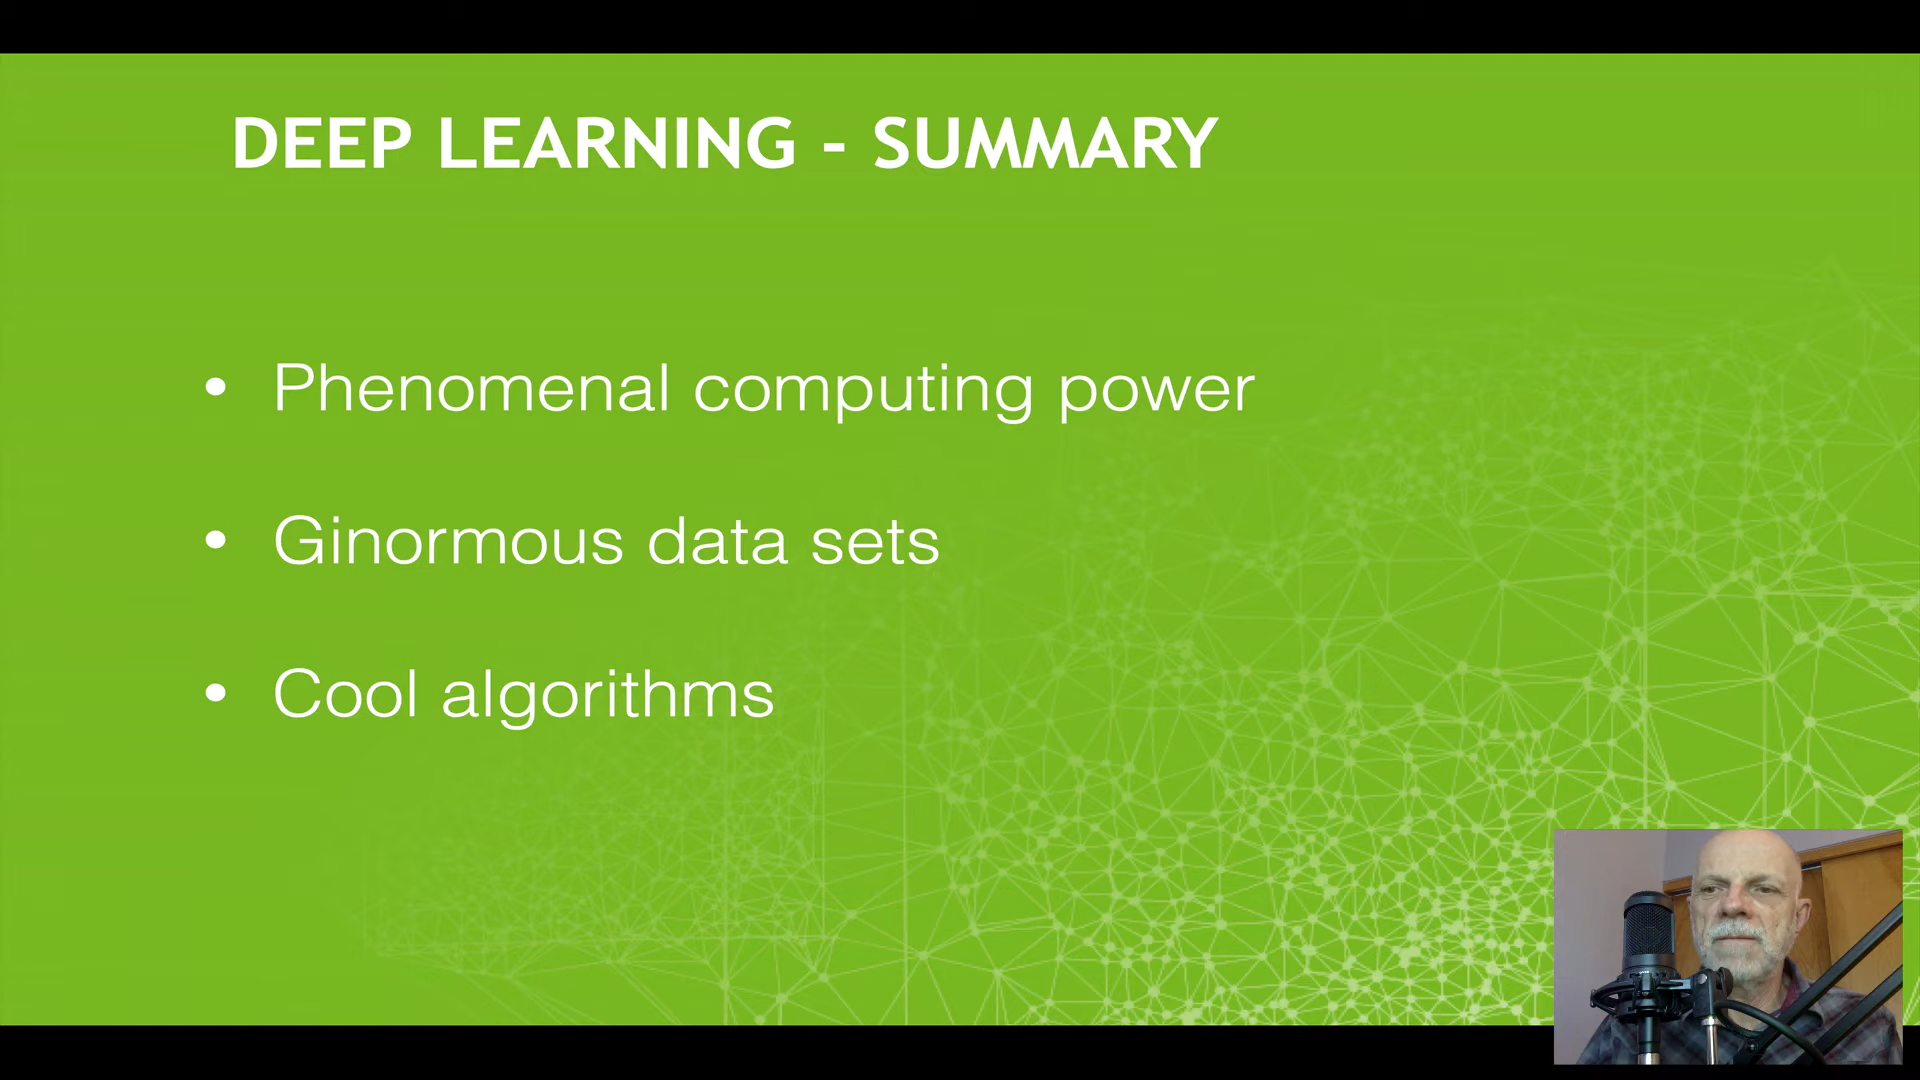 DEEP LEARNING - SUMMARY
• Phenomenal computing power
• Ginormous data sets
• Cool algorithms